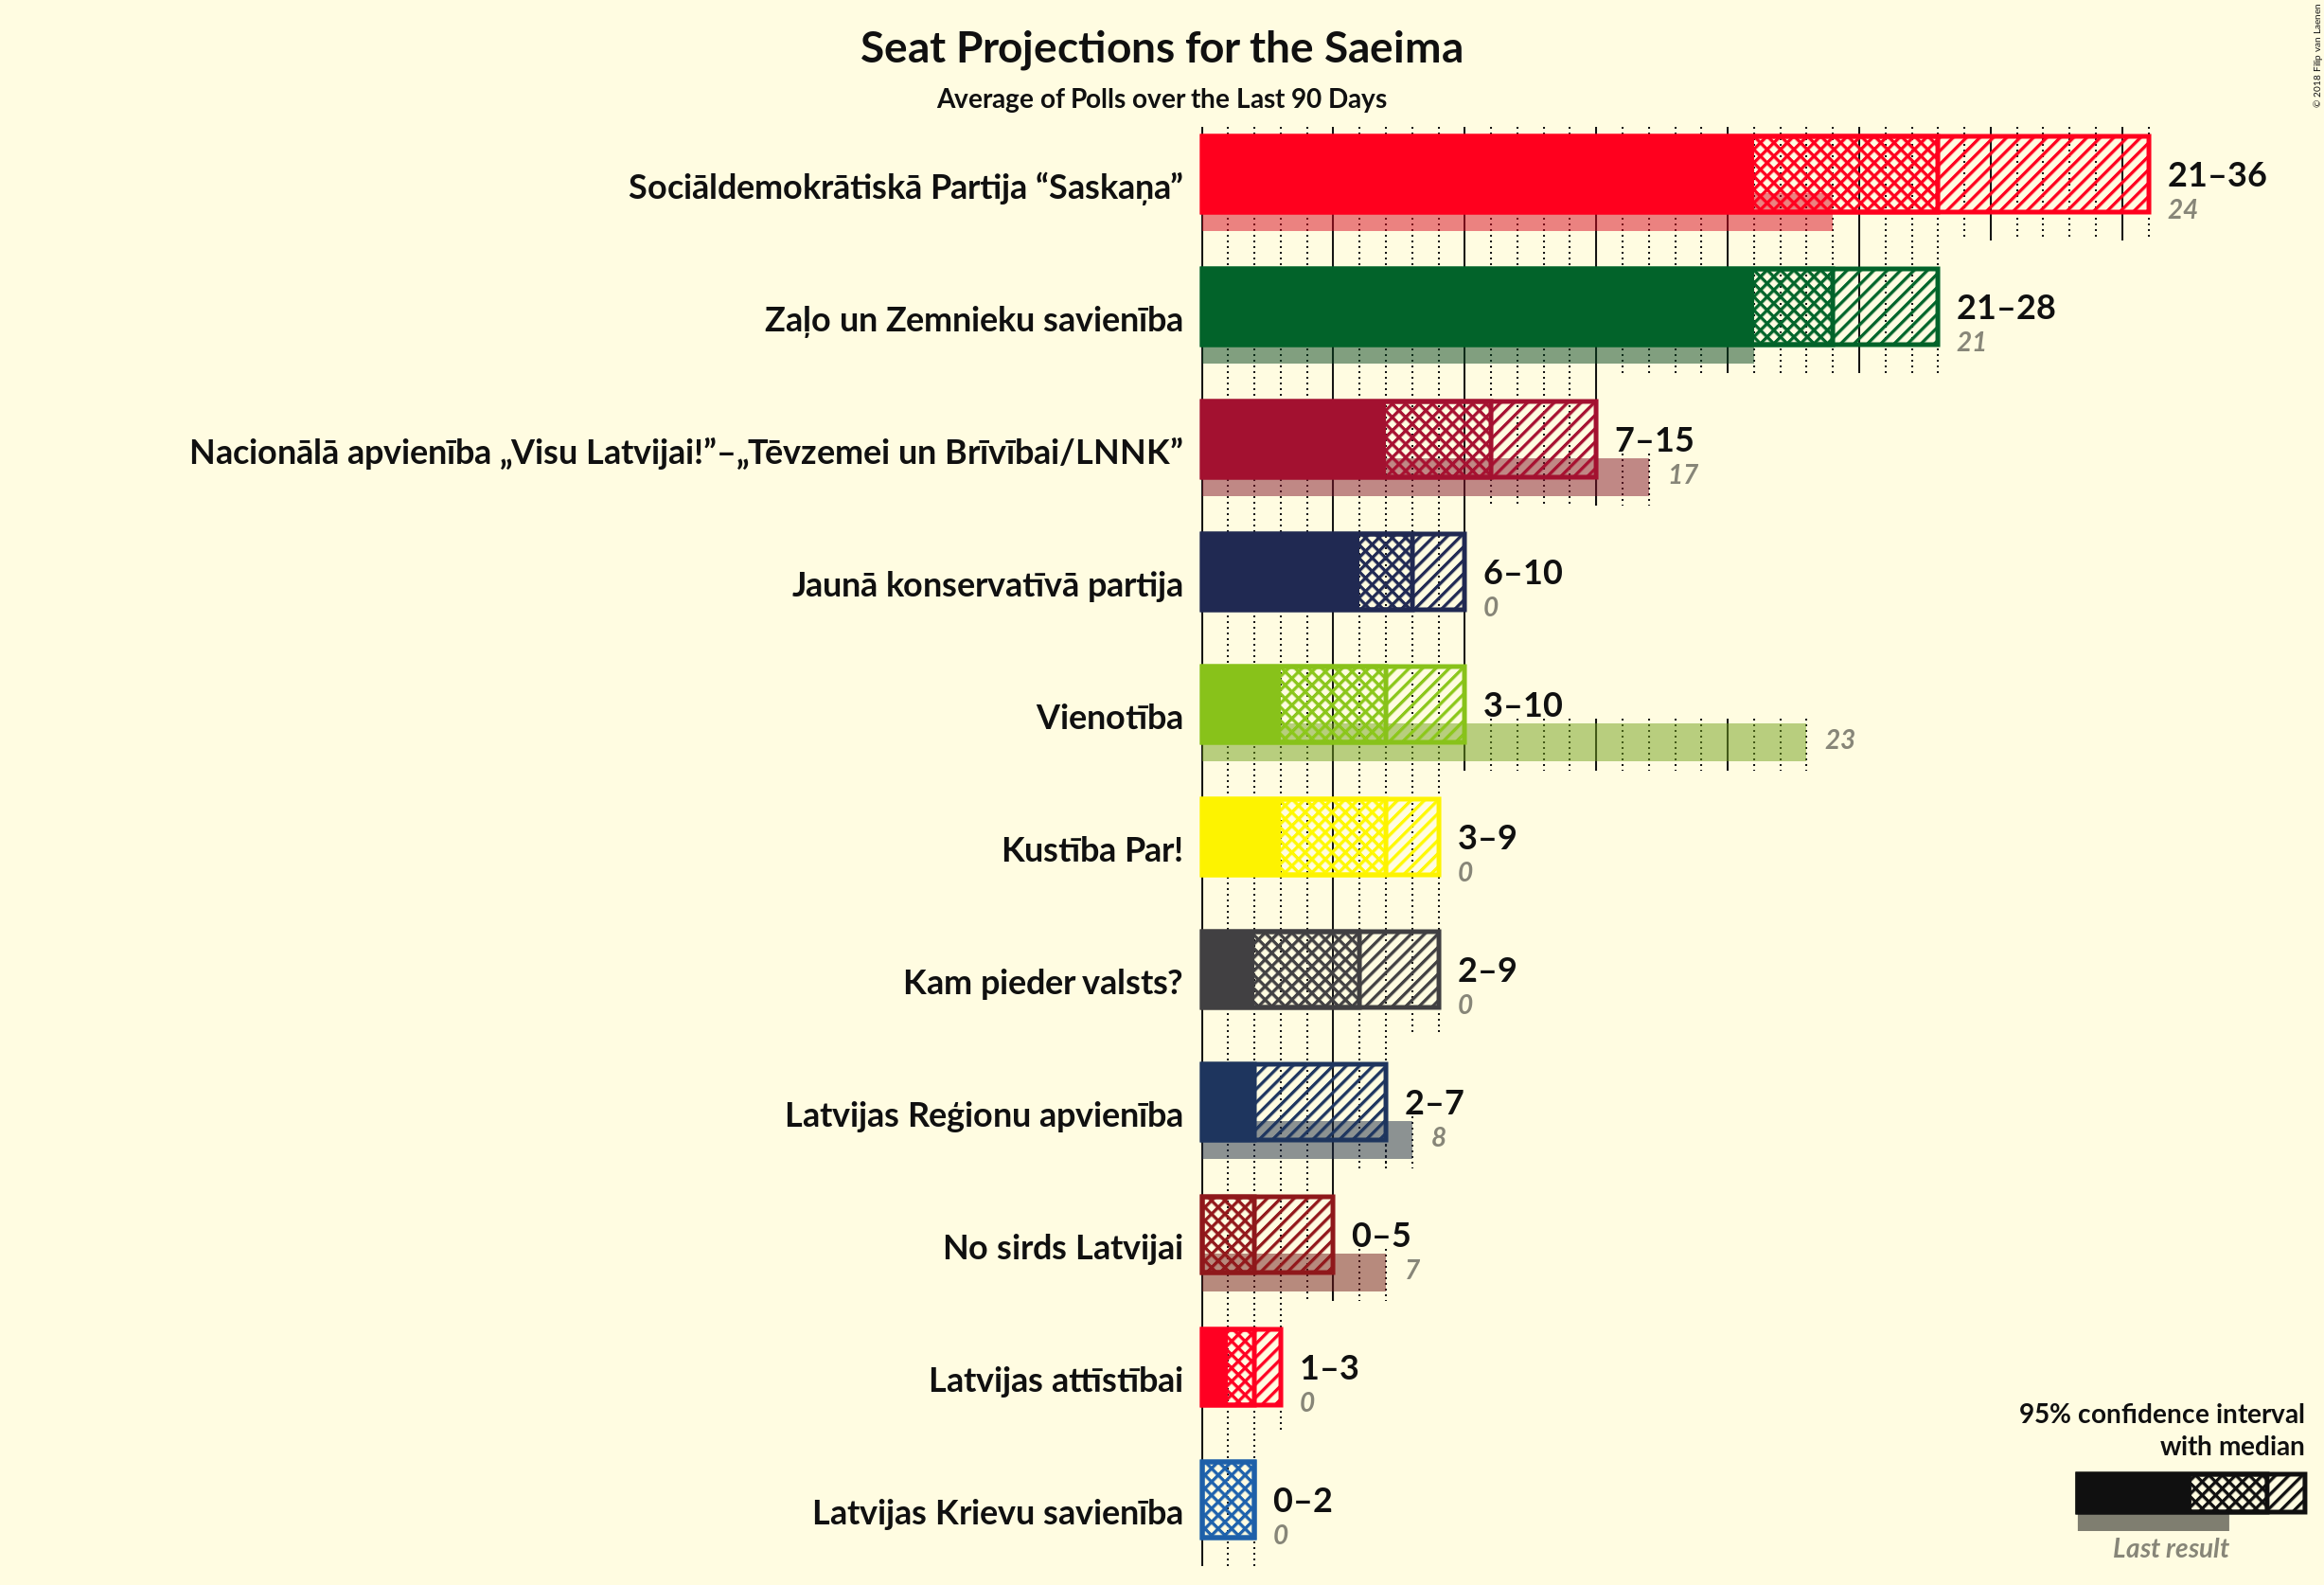 Seat Projections for the Saeima
Average of Polls over the Last 90 Days
© 2018 Filip van Laenen
Sociāldemokrātiskā Partija “Saskaņa”
21–36
24
Zaļo un Zemnieku savienība
21–28
21
Nacionālā apvienība „Visu Latvijai!”–„Tēvzemei un Brīvībai/LNNK”
7–15
17
Jaunā konservatīvā partija
6–10
0
Vienotība
3–10
23
Kustība Par!
3–9
0
Kam pieder valsts?
2–9
0
Latvijas Reģionu apvienība
2–7
8
No sirds Latvijai
0–5
7
Latvijas attīstībai
1–3
0
Latvijas Krievu savienība
0–2
0
95% confidence interval
with median
Last result